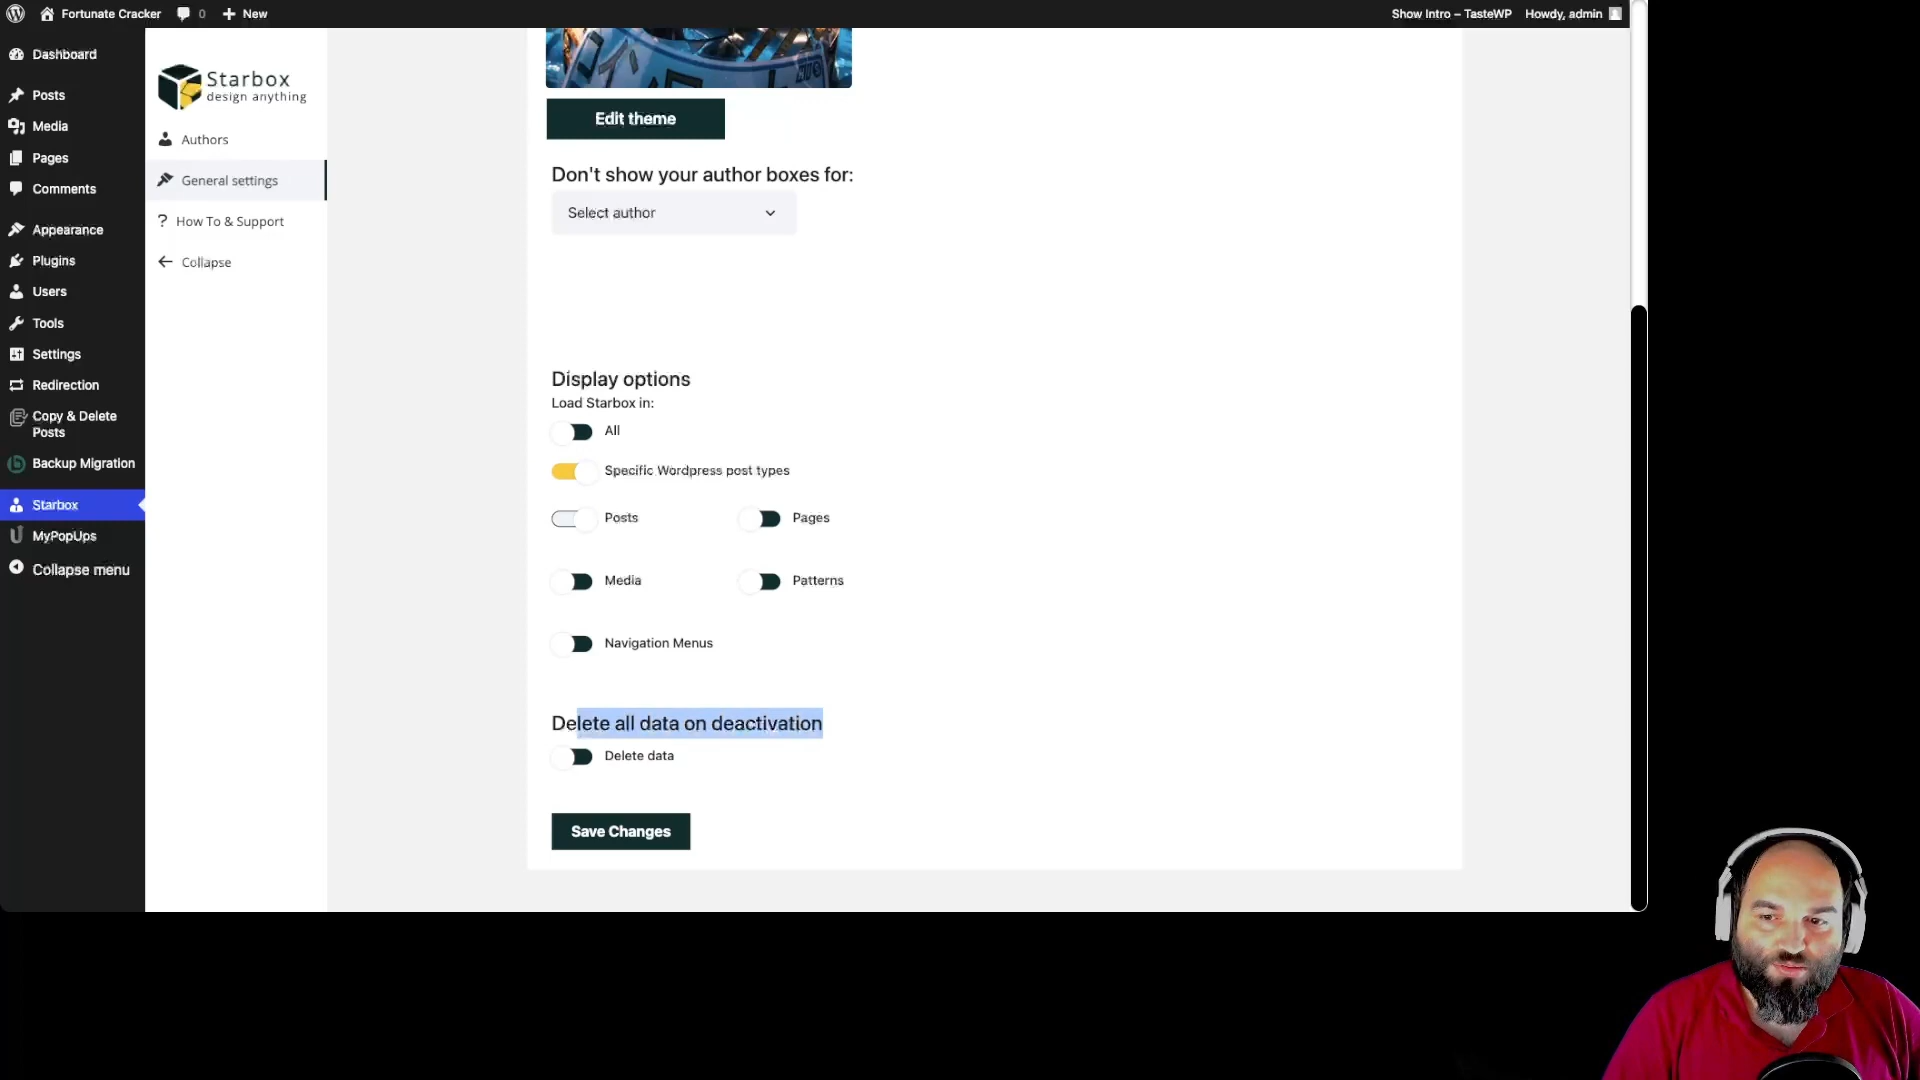 Fortunate Cracker
0
New
Show Intro – TasteWP
Howdy, admin
Dashboard
Posts
Media
Pages
Comments
Appearance
Plugins
Users
Tools
Settings
Redirection
Copy & Delete
Posts
Backup Migration
Starbox
MyPopUps
Collapse menu
Starbox
design anything
Authors
General settings
? How To & Support
Collapse
Edit theme
Don't show your author boxes for:
Select author
Display options
Load Starbox in:
All
Specific Wordpress post types
Posts
Pages
Media
Patterns
Navigation Menus
Delete all data on deactivation
Delete data
Save Changes